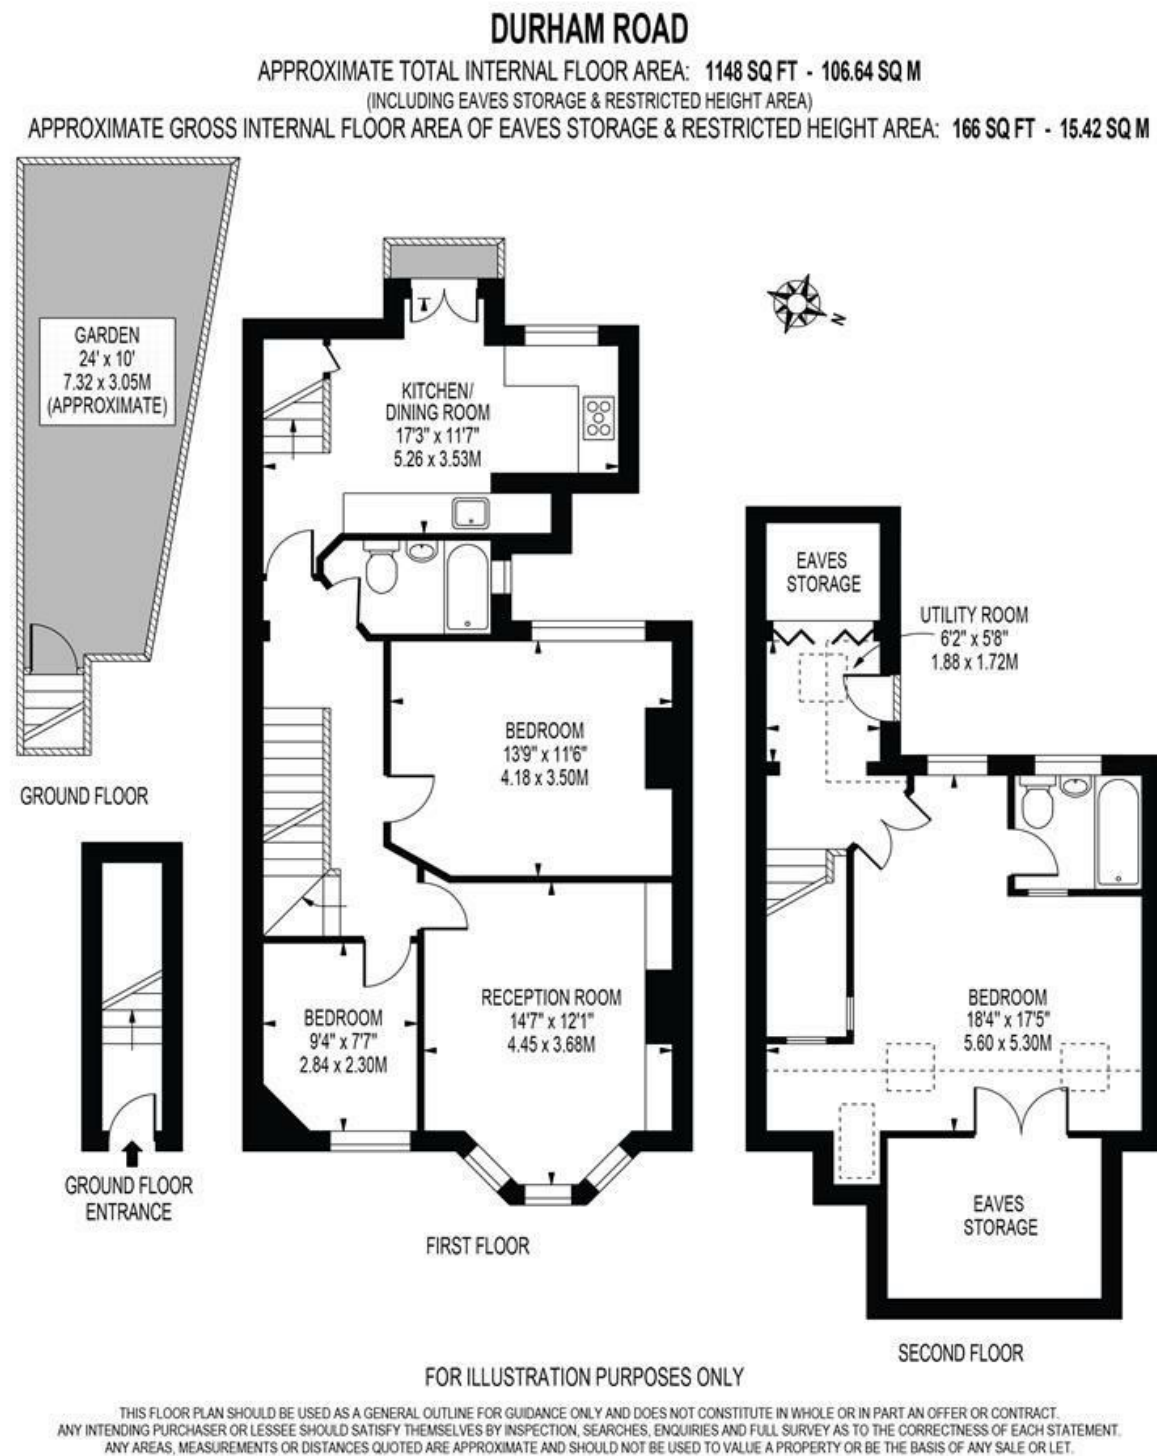 DURHAM ROAD
APPROXIMATE TOTAL INTERNAL FLOOR AREA: 1148 SQ FT - 106.64 SQ M
(INCLUDING EAVES STORAGE & RESTRICTED HEIGHT AREA)
APPROXIMATE GROSS INTERNAL FLOOR AREA OF EAVES STORAGE & RESTRICTED HEIGHT AREA: 166 SQ FT - 15.42 SQ M
GARDEN
24' x 10'
7.32 x 3.05M
(APPROXIMATE)
GROUND FLOOR
GROUND FLOOR
ENTRANCE
N
KITCHEN/
DINING ROOM
17'3" x 11'7"
5.26 x 3.53M
BEDROOM
13'9" x 11'6"
4.18 x 3.50M
BEDROOM
9'4" x 7'7"
2.84 x 2.30M
RECEPTION ROOM
14'7" x 12'1"
4.45 x 3.68M
FIRST FLOOR
EAVES
STORAGE
UTILITY ROOM
6'2" x 5'8"
1.88 x 1.72M
BEDROOM
18'4" x 17'5"
5.60 x 5.30M
EAVES
STORAGE
SECOND FLOOR
FOR ILLUSTRATION PURPOSES ONLY
THIS FLOOR PLAN SHOULD BE USED AS A GENERAL OUTLINE FOR GUIDANCE ONLY AND DOES NOT CONSTITUTE IN WHOLE OR IN PART AN OFFER OR CONTRACT.
ANY INTENDING PURCHASER OR LESSEE SHOULD SATISFY THEMSELVES BY INSPECTION, SEARCHES, ENQUIRIES AND FULL SURVEY AS TO THE CORRECTNESS OF EACH STATEMENT.
ANY AREAS, MEASUREMENTS OR DISTANCES QUOTED ARE APPROXIMATE AND SHOULD NOT BE USED TO VALUE A PROPERTY OR BE THE BASIS OF ANY SALE OR LET.